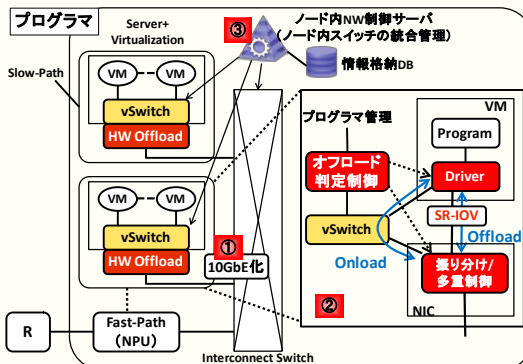 プログラマ
Server+
Virtualization
Slow-Path
VM
VM
vSwitch
HW Offload
③
ノード内NW制御サーバ
(ノード内スイッチの統合管理)
情報格納DB
VM
VM
vSwitch
HW Offload
①
10GbE化
R
Fast-Path
(NPU)
Interconnect Switch
プログラマ管理
VM
Program
オフロード
判定制御
Driver
SR-IOV
vSwitch
Offload
Onload
振り分け/
多重制御
②
NIC